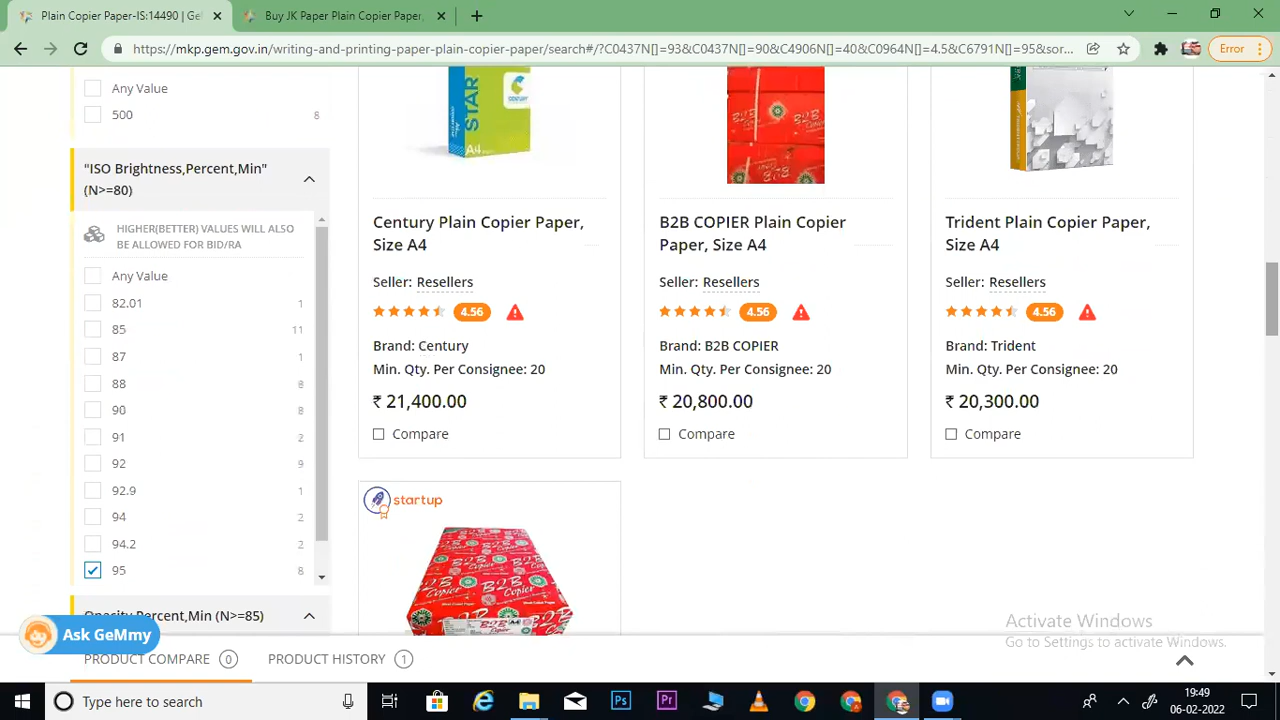 Plain Copier Paper-IS:14490 | Ge
Buy JK Paper Plain Copier Paper,
https://mkp.gem.gov.in/writing-and-printing-paper-plain-copier-paper/search#/?C0437N[]=93&C0437N[]=90&C4906N[]=40&C0964N[]=4.5&C6791N[]=95&sor...
Error
Any Value
500 8
"ISO Brightness,Percent,Min"
(N>=80)
HIGHER(BETTER) VALUES WILL ALSO
BE ALLOWED FOR BID/RA
Any Value
82.01 1
85 11
87 1
88 8
90 8
91 2
92 9
92.9 1
94 2
94.2 2
95 8
Opacity,Percent,Min (N>=85)
Ask GeMmy
STAR
CENTURY
A4
Century Plain Copier Paper,
Size A4
Seller: Resellers
4.56
Brand: Century
Min. Qty. Per Consignee: 20
₹ 21,400.00
Compare
B2B COPIER Plain Copier
Paper, Size A4
Seller: Resellers
4.56
Brand: B2B COPIER
Min. Qty. Per Consignee: 20
₹ 20,800.00
Compare
Trident Plain Copier Paper,
Size A4
Seller: Resellers
4.56
Brand: Trident
Min. Qty. Per Consignee: 20
₹ 20,300.00
Compare
startup
B2B
Copier
Activate Windows
Go to Settings to activate Windows.
PRODUCT COMPARE 0
PRODUCT HISTORY 1
Type here to search
Ps
Pr
19:49
06-02-2022